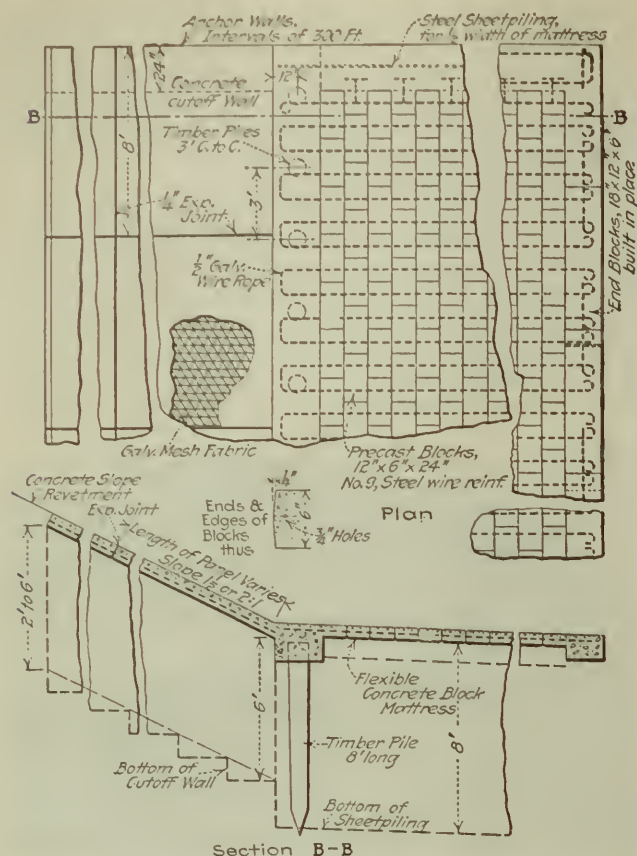 Anchor Walls,
Intervals of 300 Ft.
Steel Sheetpiling,
for ½ width of mattress
24"
12"
Concrete
cutoff Wall
B
B
8'
Timber Piles
3' C. to C.
3'
¼" Exp.
Joint
½" Galv.
Wire Rope
End Blocks, 18"x12"x6"
built in place
Galv. Mesh Fabric
Precast Blocks,
12"x6"x24"
No.9, Steel wire reinf.
Plan
Concrete Slope
Revetment
Exp. Joint
Length of Panel Varies
Slope 1½ or 2:1
Ends &
Edges of
Blocks
thus
6"
Holes
2' to 6'
6'
Flexible
Concrete Block
Mattress
8'
Timber Pile
8' long
Bottom of
Cutoff Wall
Bottom of
Sheetpiling
Section B-B